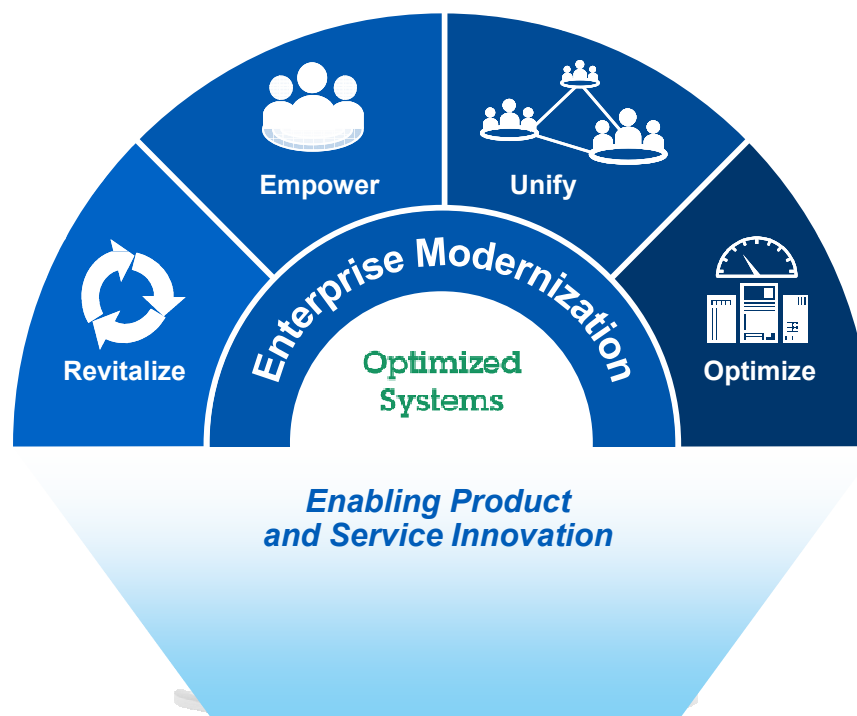 Empower
Unify
Revitalize
Optimize
Enterprise Modernization
Optimized
Systems
Enabling Product
and Service Innovation